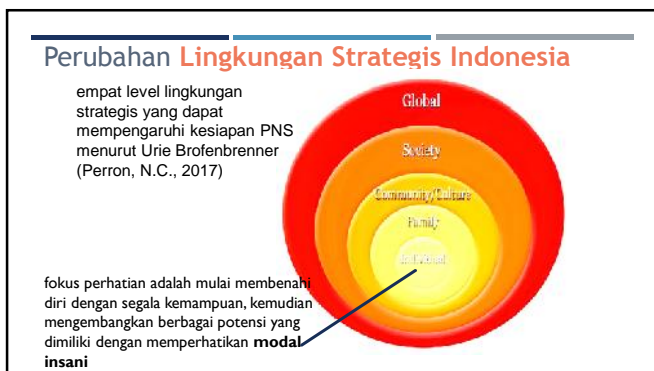 Perubahan Lingkungan Strategis Indonesia
empat level lingkungan
strategis yang dapat
mempengaruhi kesiapan PNS
menurut Urie Brofenbrenner
(Perron, N.C., 2017)
Global
Society
Community/Culture
Family
Individual
fokus perhatian adalah mulai membenahi
diri dengan segala kemampuan, kemudian
mengembangkan berbagai potensi yang
dimiliki dengan memperhatikan modal
insani